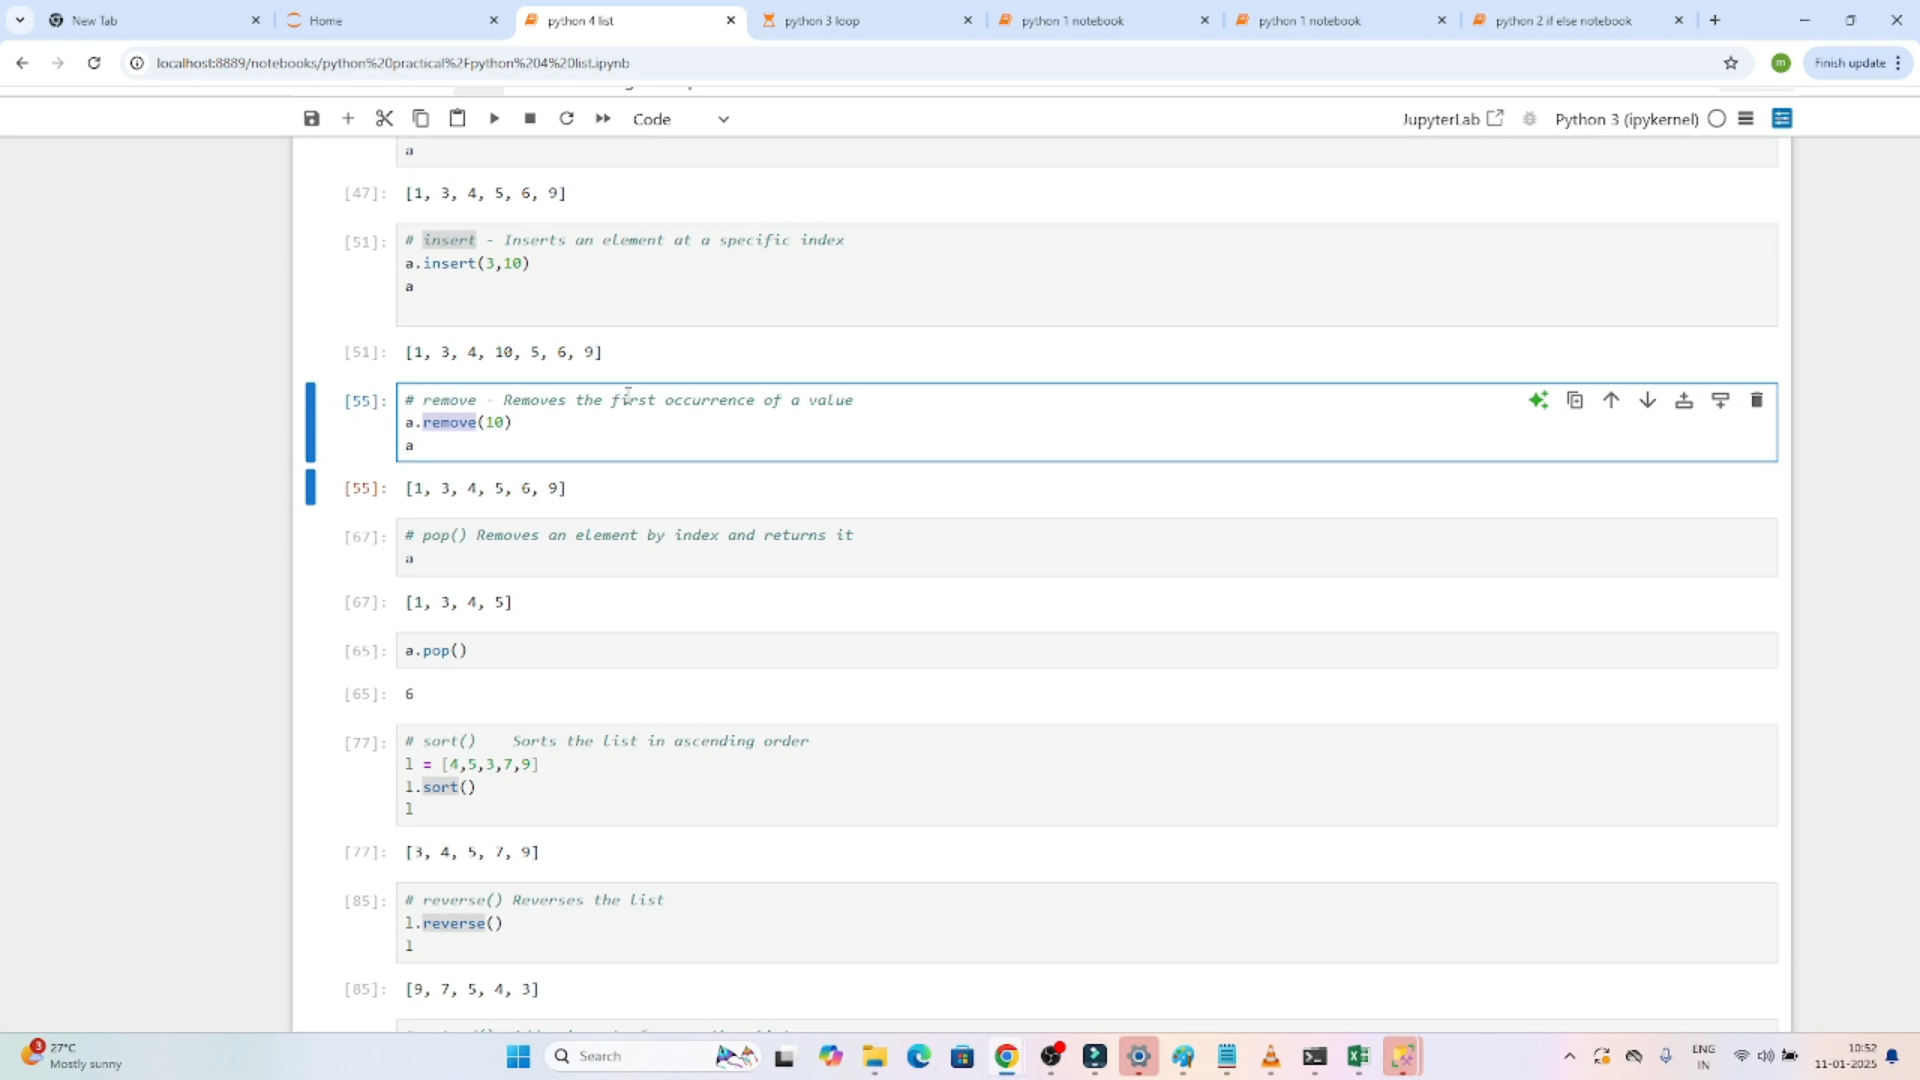 New Tab
Home
python 4 list
python 3 loop
python 1 notebook
python 1 notebook
python 2 if else notebook
localhost:8889/notebooks/python%20practical%2Fpython%204%20list.ipynb
m
Finish update
Code
JupyterLab
Python 3 (ipykernel)
a
[47]: [1, 3, 4, 5, 6, 9]
[51]: # insert - Inserts an element at a specific index
a.insert(3,10)
a
[51]: [1, 3, 4, 10, 5, 6, 9]
[55]: # remove - Removes the first occurrence of a value
a.remove(10)
a
[55]: [1, 3, 4, 5, 6, 9]
[67]: # pop() Removes an element by index and returns it
a
[67]: [1, 3, 4, 5]
[65]: a.pop()
[65]: 6
[77]: # sort() Sorts the list in ascending order
l = [4,5,3,7,9]
l.sort()
l
[77]: [3, 4, 5, 7, 9]
[85]: # reverse() Reverses the list
l.reverse()
l
[85]: [9, 7, 5, 4, 3]
3
27°C
Mostly sunny
Search
ENG
IN
10:52
11-01-2025